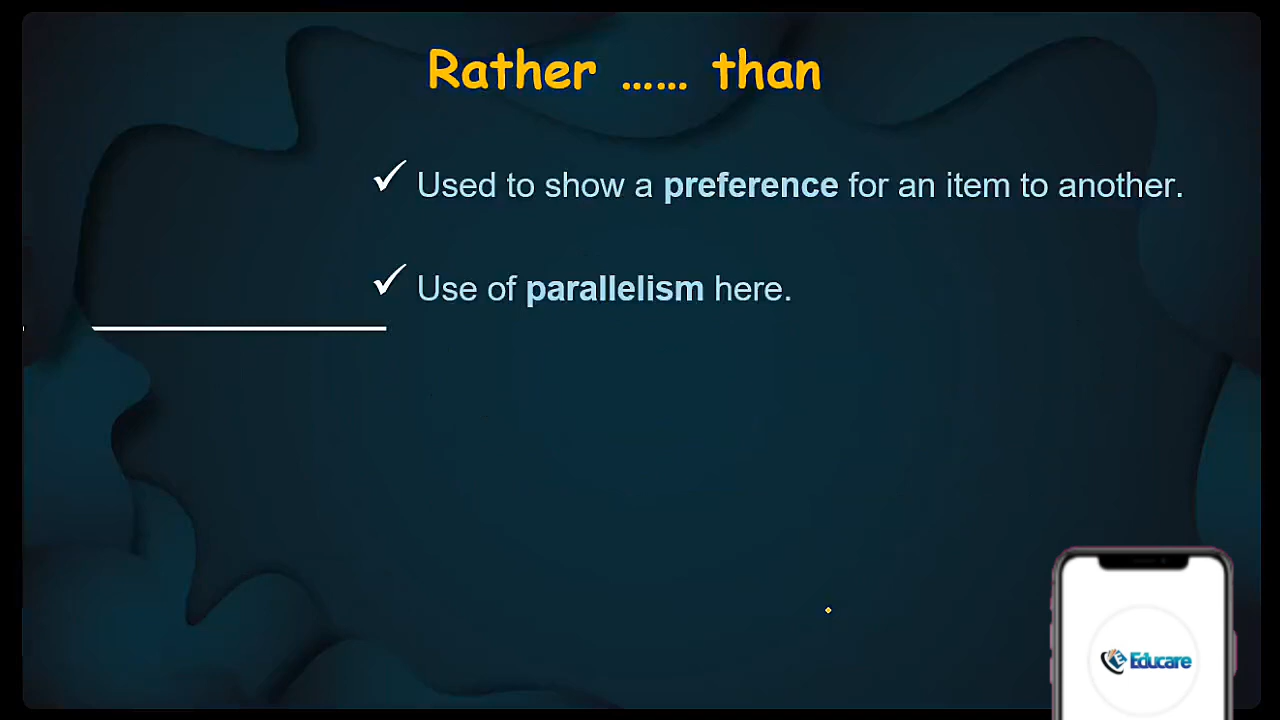 Rather …… than
✓ Used to show a preference for an item to another.
✓ Use of parallelism here.
Educare